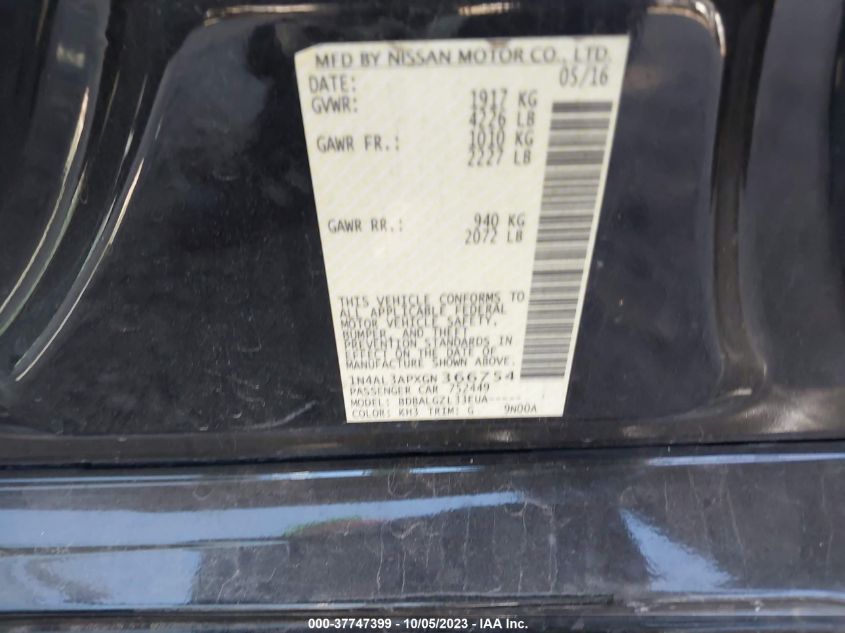 MFD BY NISSAN MOTOR CO., LTD.
DATE: 05/16
GVWR: 1917 KG
4226 LB
GAWR FR.: 1010 KG
2227 LB
GAWR RR.: 940 KG
2072 LB
THIS VEHICLE CONFORMS TO
ALL APPLICABLE FEDERAL
MOTOR VEHICLE SAFETY,
BUMPER, AND THEFT
PREVENTION STANDARDS IN
EFFECT ON THE DATE OF
MANUFACTURE SHOWN ABOVE.
1N4AL3APXGN366754
PASSENGER CAR 752449
MODEL: BDBALGZL33EUA-----
COLOR: KH3 TRIM: G 9N00A
000-37747399 - 10/05/2023 - IAA Inc.